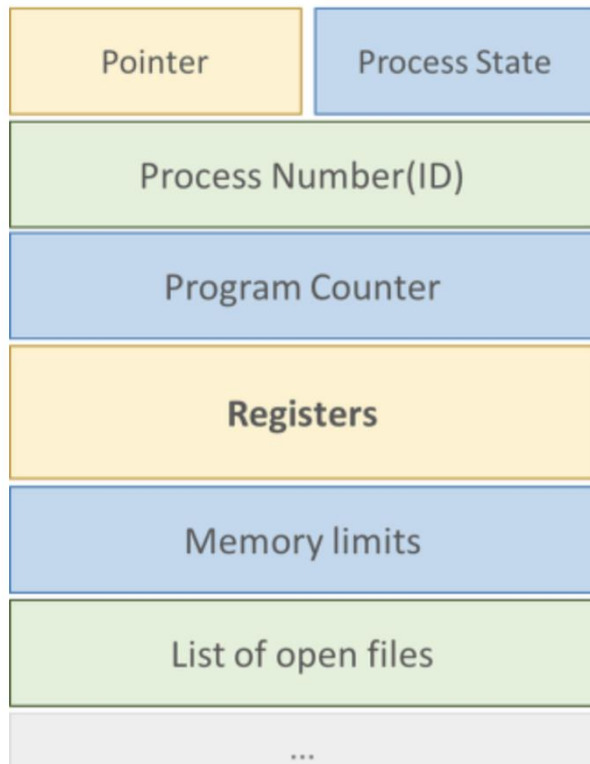 Pointer
Process State
Process Number(ID)
Program Counter
Registers
Memory limits
List of open files
...